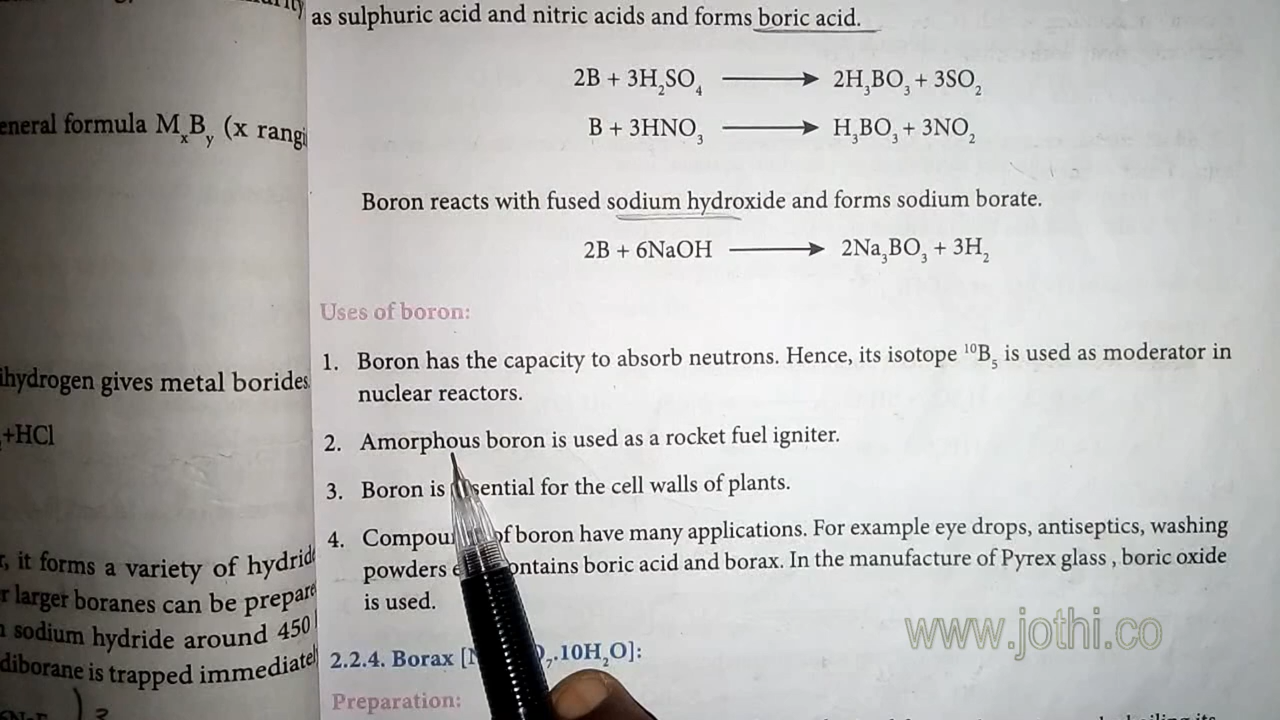 eneral formula MₓBᵧ (x rangi
ihydrogen gives metal borides
+HCl
r, it forms a variety of hydrid
r larger boranes can be prepare
n sodium hydride around 450
diborane is trapped immediatel
as sulphuric acid and nitric acids and forms boric acid.
2B + 3H₂SO₄ ⟶ 2H₃BO₃ + 3SO₂
B + 3HNO₃ ⟶ H₃BO₃ + 3NO₂
Boron reacts with fused sodium hydroxide and forms sodium borate.
2B + 6NaOH ⟶ 2Na₃BO₃ + 3H₂
Uses of boron:
1. Boron has the capacity to absorb neutrons. Hence, its isotope ¹⁰B₅ is used as moderator in
nuclear reactors.
2. Amorphous boron is used as a rocket fuel igniter.
3. Boron is sential for the cell walls of plants.
4. Compou of boron have many applications. For example eye drops, antiseptics, washing
powders ontains boric acid and borax. In the manufacture of Pyrex glass , boric oxide
is used.
www.jothi.co
2.2.4. Borax [N ₇.10H₂O]:
Preparation: